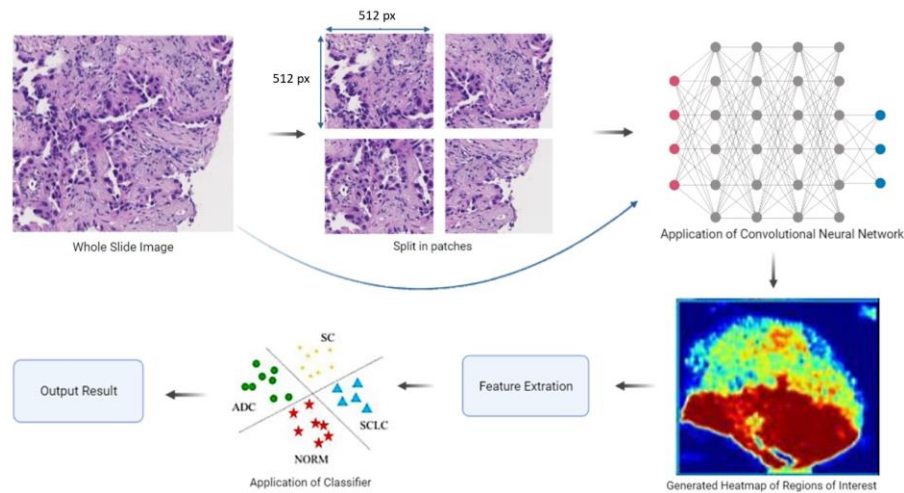 512 px
512 px
Whole Slide Image
Split in patches
Application of Convolutional Neural Network
Output Result
SC
ADC
SCLC
NORM
Application of Classifier
Feature Extration
Generated Heatmap of Regions of Interest